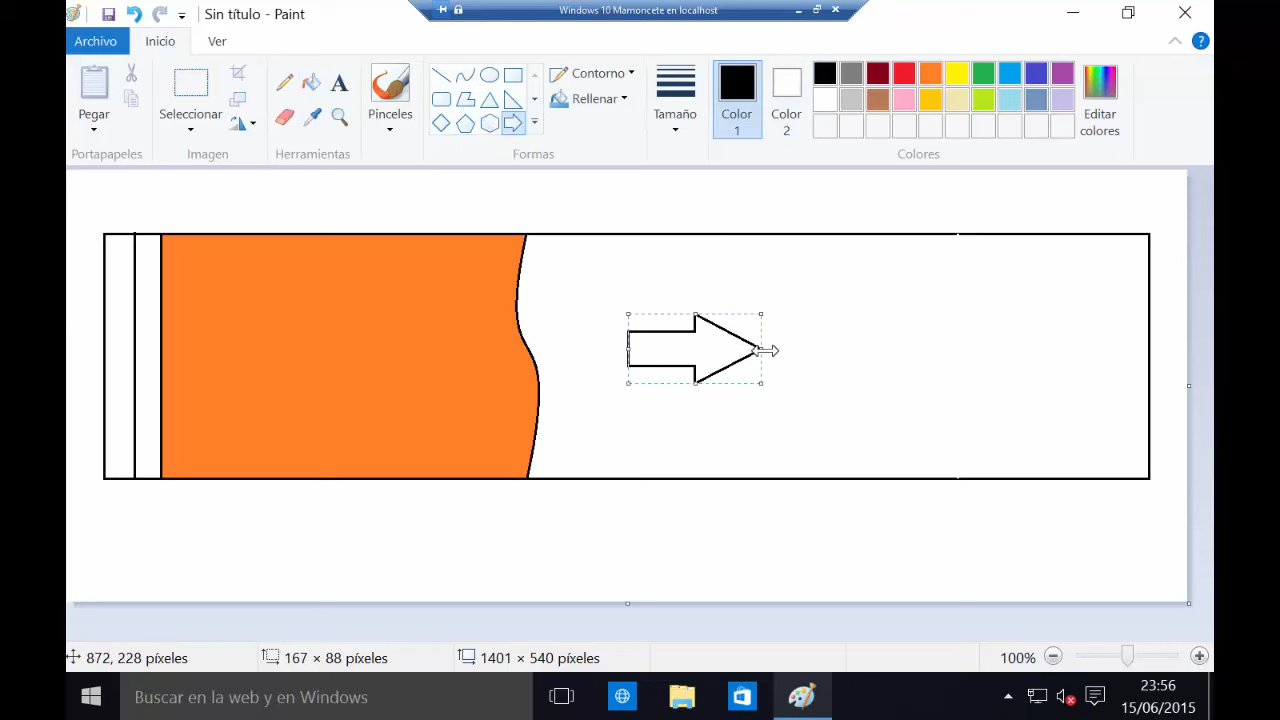 Windows 10 Mamoncete en localhost
Sin título - Paint
Archivo
Inicio
Ver
Pegar
Portapapeles
Seleccionar
Imagen
A
Herramientas
Pinceles
Contorno
Rellenar
Formas
Tamaño
Color
1
Color
2
Editar
colores
Colores
872, 228 píxeles
167 × 88 píxeles
1401 × 540 píxeles
100%
Buscar en la web y en Windows
23:56
15/06/2015